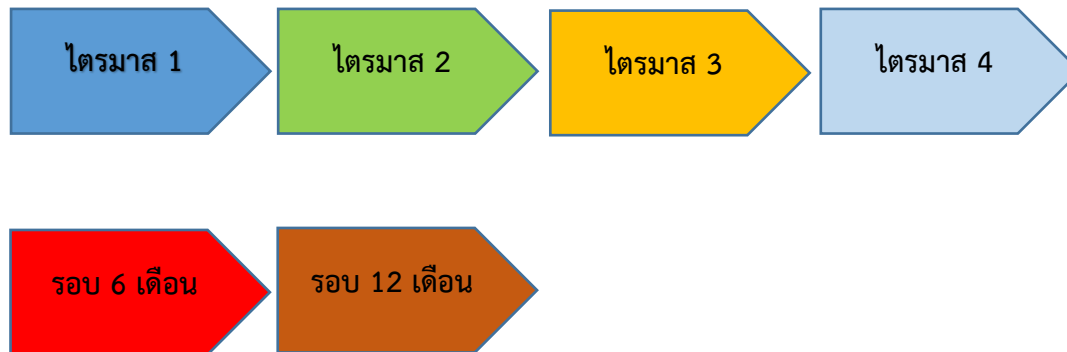 ไตรมาส 1
ไตรมาส 2
ไตรมาส 3
ไตรมาส 4
รอบ 6 เดือน
รอบ 12 เดือน